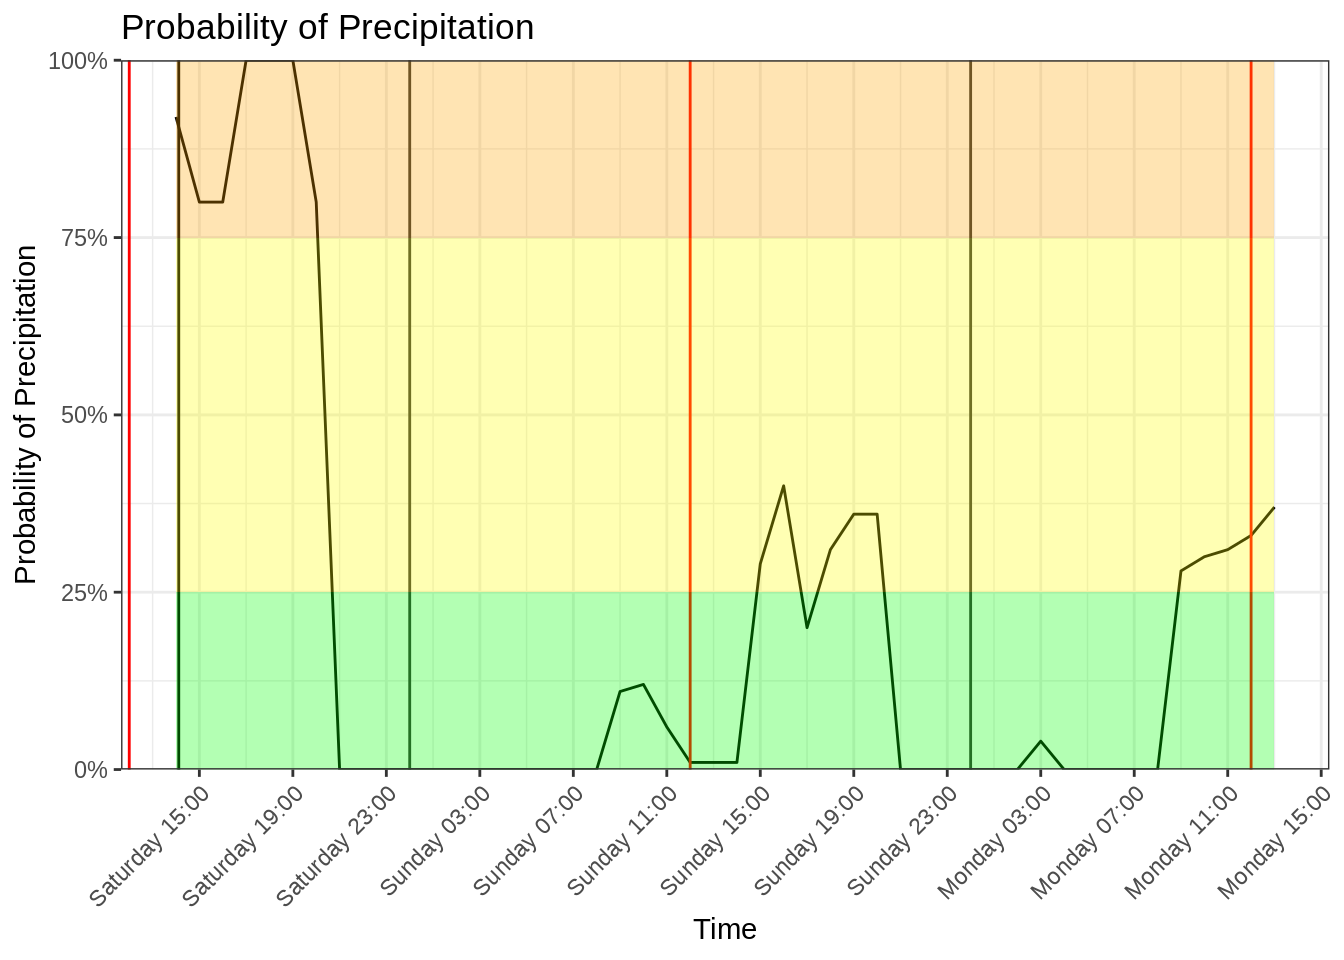 Probability of Precipitation
Probability of Precipitation
100%
75%
50%
25%
0%
Saturday 15:00
Saturday 19:00
Saturday 23:00
Sunday 03:00
Sunday 07:00
Sunday 11:00
Sunday 15:00
Sunday 19:00
Sunday 23:00
Monday 03:00
Monday 07:00
Monday 11:00
Monday 15:00
Time